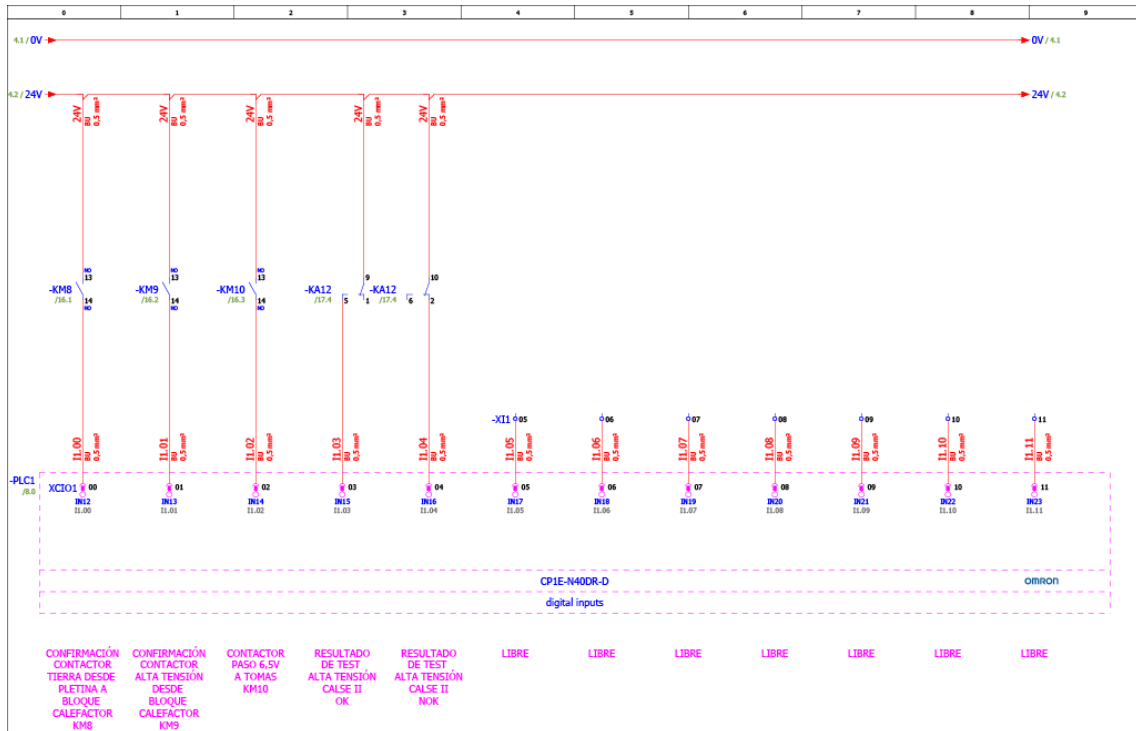 0 1 2 3 4 5 6 7 8 9
4.1 / 0V 0V / 4.1
4.2 / 24V 24V / 4.2
24V 24V 24V 24V 24V
BU BU BU BU BU
0,5 mm² 0,5 mm² 0,5 mm² 0,5 mm² 0,5 mm²
NO NO NO
13 13 13 9 10
-KM8 -KM9 -KM10 -KA12 -KA12
/16.1 /16.2 /16.3 /17.4 /17.4
14 14 14 5 1 6 2
NO NO NO
-XI1 05 06 07 08 09 10 11
I1.00 I1.01 I1.02 I1.03 I1.04 I1.05 I1.06 I1.07 I1.08 I1.09 I1.10 I1.11
BU BU BU BU BU BU BU BU BU BU BU BU
0,5 mm² 0,5 mm² 0,5 mm² 0,5 mm² 0,5 mm² 0,5 mm² 0,5 mm² 0,5 mm² 0,5 mm² 0,5 mm² 0,5 mm² 0,5 mm²
-PLC1
/8.0
XCIO1 00 01 02 03 04 05 06 07 08 09 10 11
IN12 IN13 IN14 IN15 IN16 IN17 IN18 IN19 IN20 IN21 IN22 IN23
I1.00 I1.01 I1.02 I1.03 I1.04 I1.05 I1.06 I1.07 I1.08 I1.09 I1.10 I1.11
CP1E-N40DR-D OMRON
digital inputs
CONFIRMACIÓN
CONTACTOR
TIERRA DESDE
PLETINA A
BLOQUE
CALEFACTOR
KM8
CONFIRMACIÓN
CONTACTOR
ALTA TENSIÓN
DESDE
BLOQUE
CALEFACTOR
KM9
CONTACTOR
PASO 6,5V
A TOMAS
KM10
RESULTADO
DE TEST
ALTA TENSIÓN
CALSE II
OK
RESULTADO
DE TEST
ALTA TENSIÓN
CALSE II
NOK
LIBRE
LIBRE
LIBRE
LIBRE
LIBRE
LIBRE
LIBRE